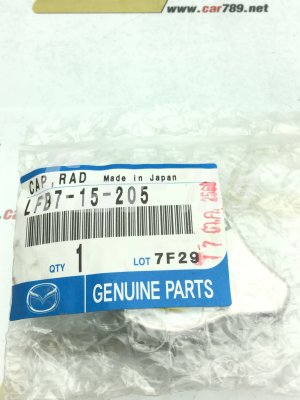 www.car789.net
CAP, RAD Made in Japan
LFB7-15-205
QTY 1 LOT 7F29
GENUINE PARTS